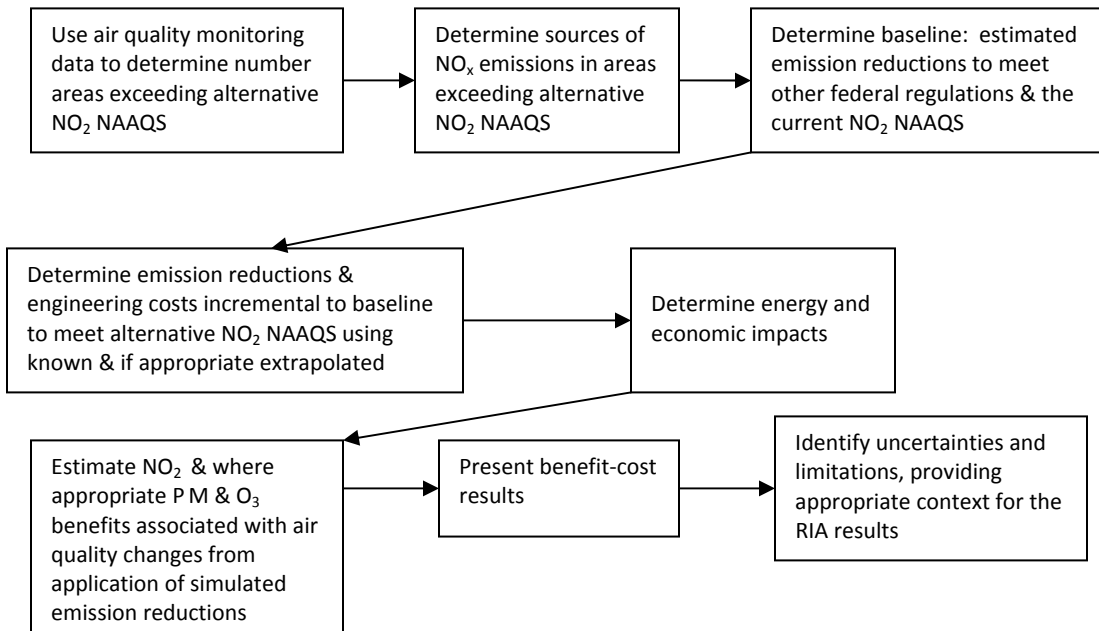 Use air quality monitoring
data to determine number
areas exceeding alternative
NO₂ NAAQS
Determine sources of
NOₓ emissions in areas
exceeding alternative
NO₂ NAAQS
Determine baseline: estimated
emission reductions to meet
other federal regulations & the
current NO₂ NAAQS
Determine emission reductions &
engineering costs incremental to baseline
to meet alternative NO₂ NAAQS using
known & if appropriate extrapolated
Determine energy and
economic impacts
Estimate NO₂ & where
appropriate P M & O₃
benefits associated with air
quality changes from
application of simulated
emission reductions
Present benefit-cost
results
Identify uncertainties and
limitations, providing
appropriate context for the
RIA results